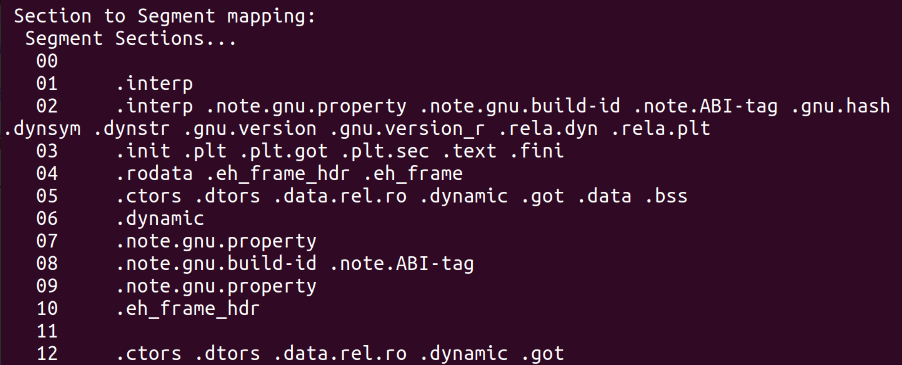 Section to Segment mapping:
Segment Sections...
00
01 .interp
02 .interp .note.gnu.property .note.gnu.build-id .note.ABI-tag .gnu.hash
.dynsym .dynstr .gnu.version .gnu.version_r .rela.dyn .rela.plt
03 .init .plt .plt.got .plt.sec .text .fini
04 .rodata .eh_frame_hdr .eh_frame
05 .ctors .dtors .data.rel.ro .dynamic .got .data .bss
06 .dynamic
07 .note.gnu.property
08 .note.gnu.build-id .note.ABI-tag
09 .note.gnu.property
10 .eh_frame_hdr
11
12 .ctors .dtors .data.rel.ro .dynamic .got